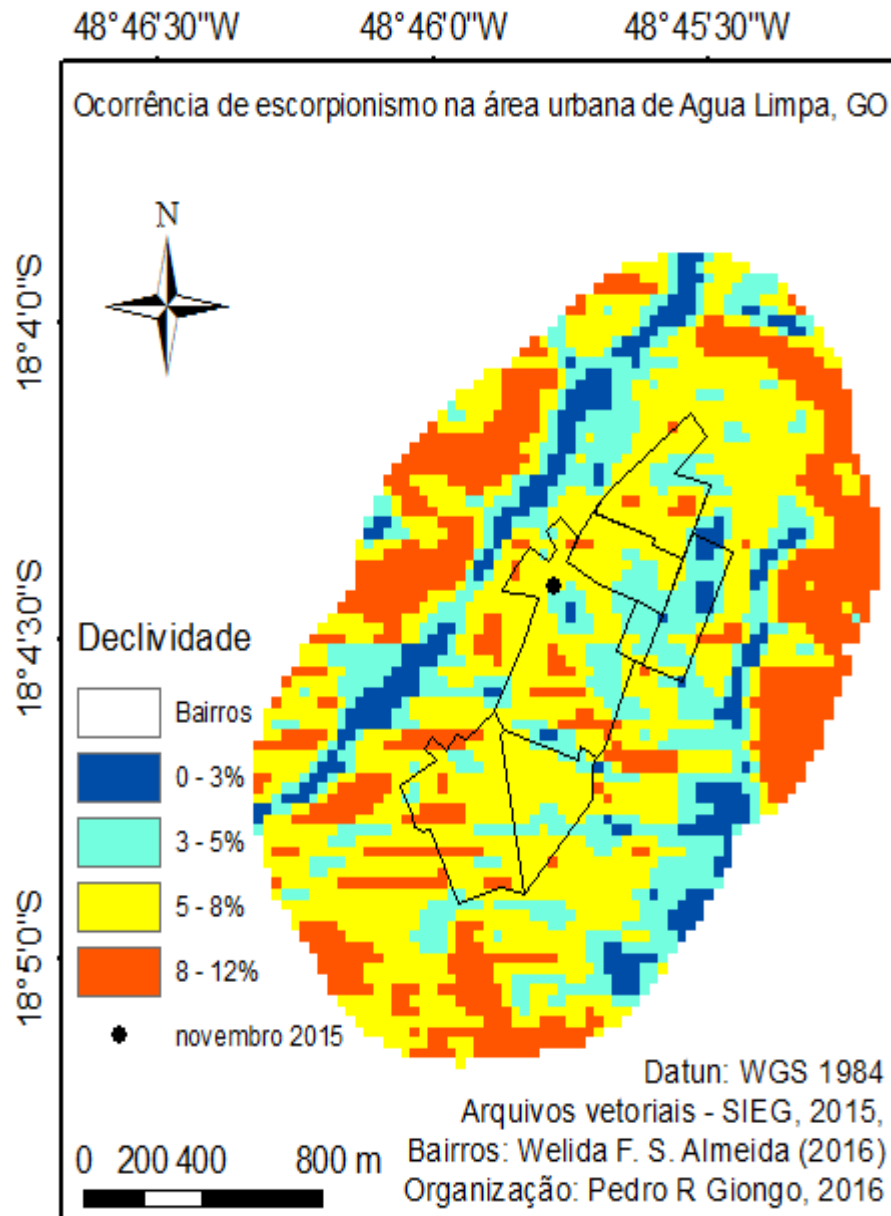 48°46'30"W 48°46'0"W 48°45'30"W
Ocorrência de escorpionismo na área urbana de Agua Limpa, GO
N
18°4'0"S
18°4'30"S
18°5'0"S
Declividade
Bairros
0 - 3%
3 - 5%
5 - 8%
8 - 12%
novembro 2015
Datun: WGS 1984
Arquivos vetoriais - SIEG, 2015,
Bairros: Welida F. S. Almeida (2016)
Organização: Pedro R Giongo, 2016
0 200 400 800 m